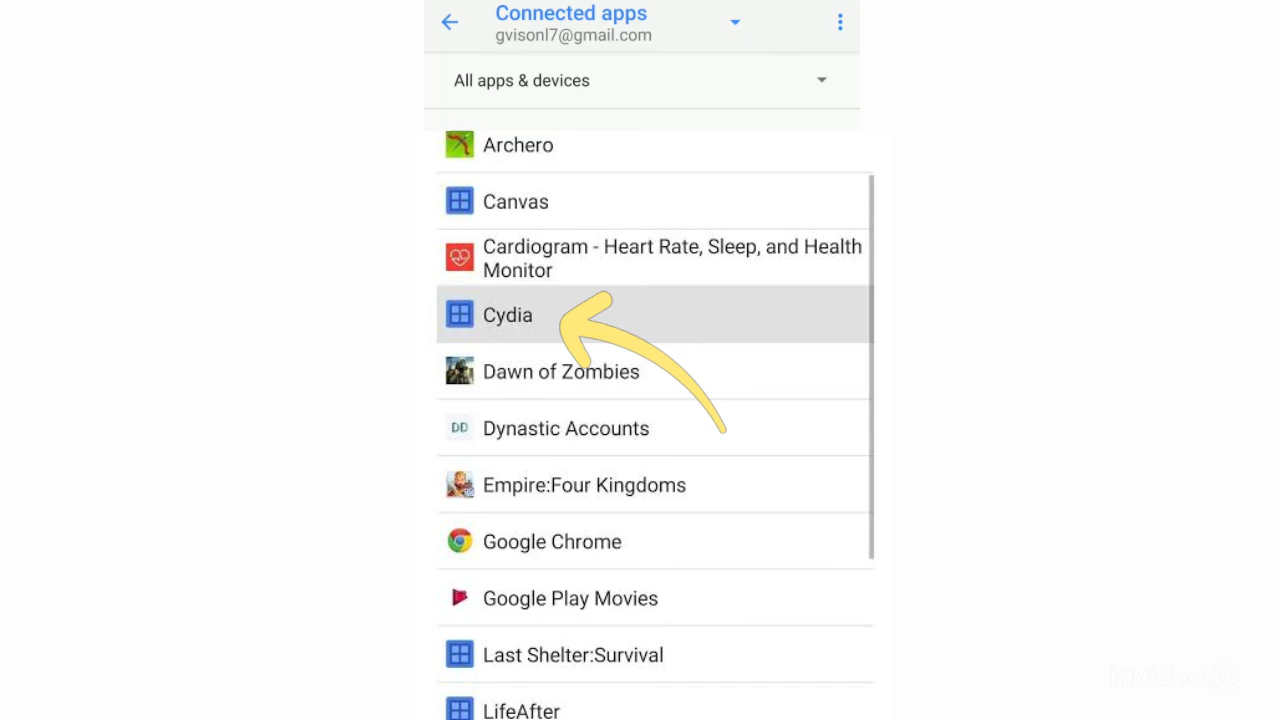 Connected apps
gvisonl7@gmail.com
All apps & devices
Archero
Canvas
Cardiogram - Heart Rate, Sleep, and Health
Monitor
Cydia
Dawn of Zombies
DD Dynastic Accounts
Empire:Four Kingdoms
Google Chrome
Google Play Movies
Last Shelter:Survival
LifeAfter